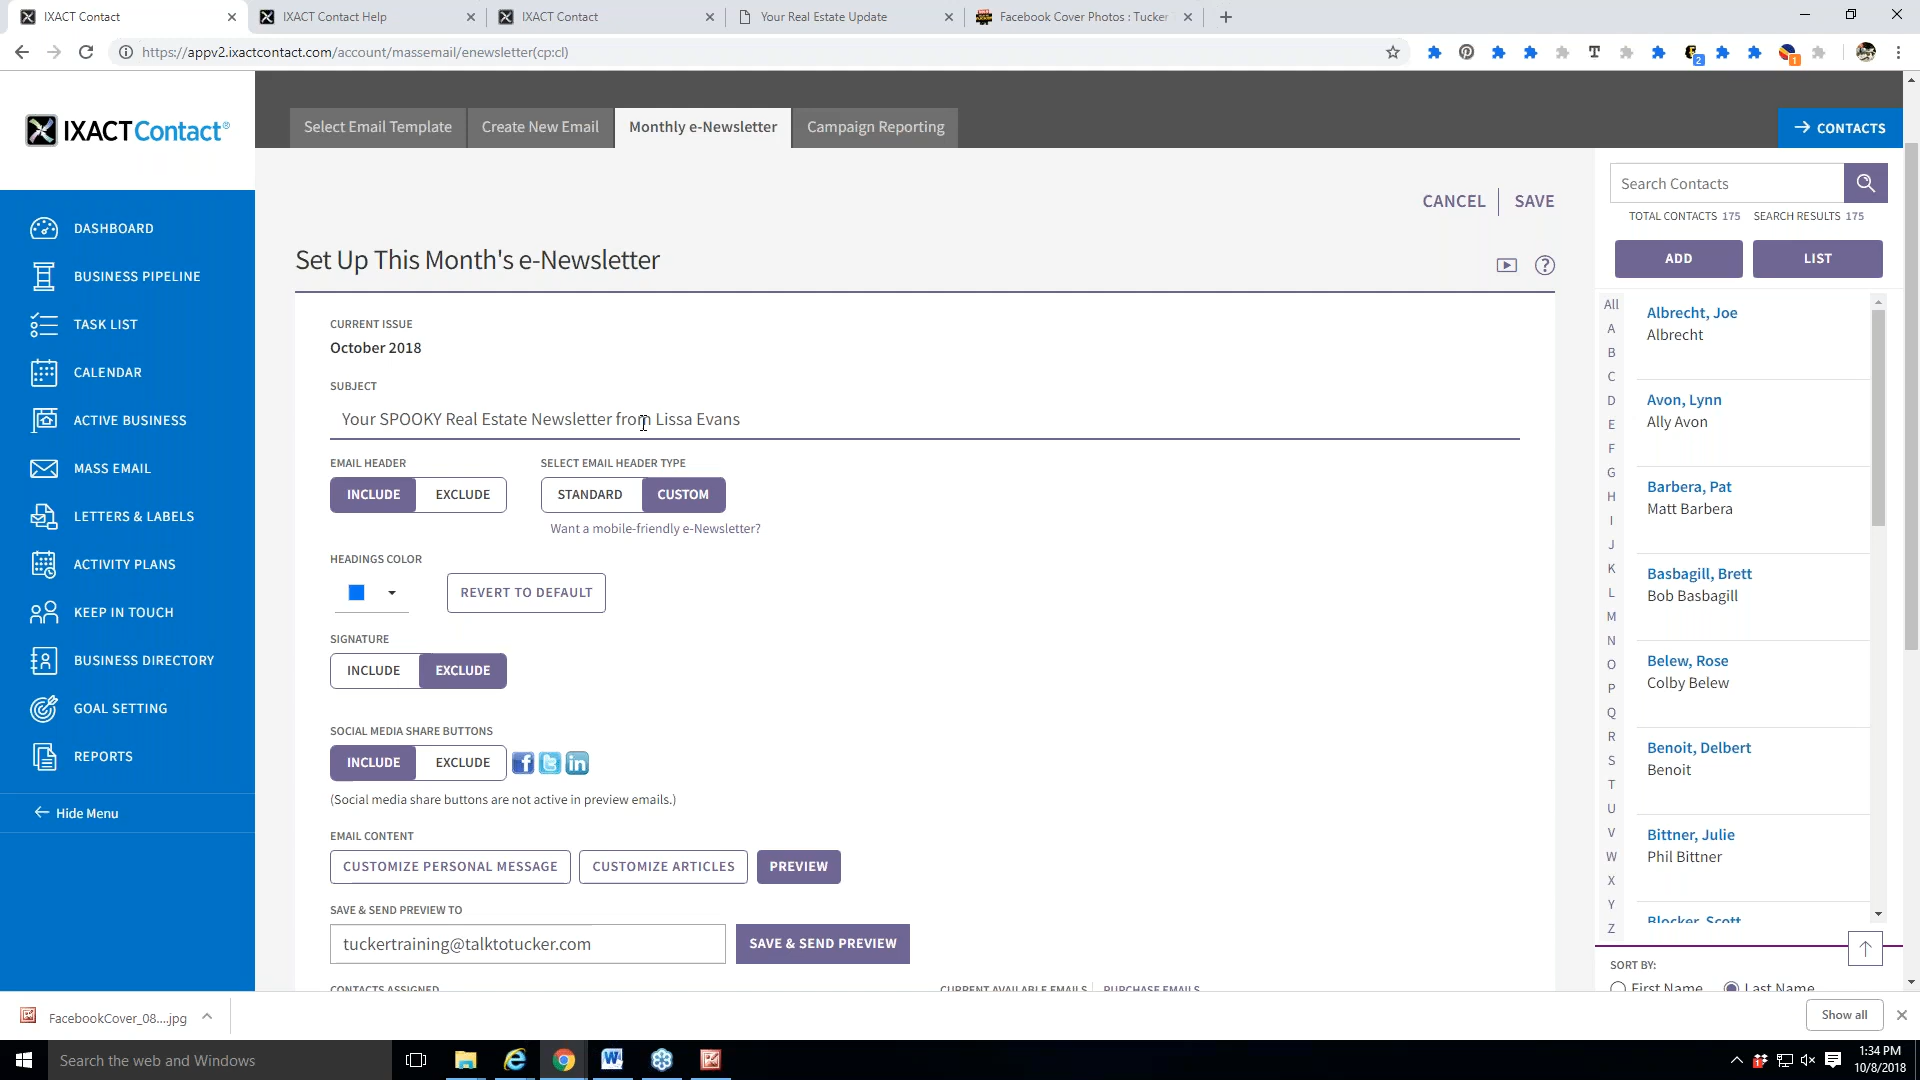 IXACT Contact
IXACT Contact Help
IXACT Contact
Your Real Estate Update
Facebook Cover Photos : Tucker
https://appv2.ixactcontact.com/account/massemail/enewsletter(cp:cl)
T
2
1
IXACTContact®
Select Email Template
Create New Email
Monthly e-Newsletter
Campaign Reporting
CONTACTS
CANCEL
SAVE
Search Contacts
TOTAL CONTACTS 175
SEARCH RESULTS 175
ADD
LIST
DASHBOARD
BUSINESS PIPELINE
TASK LIST
CALENDAR
ACTIVE BUSINESS
MASS EMAIL
LETTERS & LABELS
ACTIVITY PLANS
KEEP IN TOUCH
BUSINESS DIRECTORY
GOAL SETTING
REPORTS
Hide Menu
Set Up This Month's e-Newsletter
?
CURRENT ISSUE
October 2018
SUBJECT
Your SPOOKY Real Estate Newsletter from Lissa Evans
EMAIL HEADER
SELECT EMAIL HEADER TYPE
INCLUDE
EXCLUDE
STANDARD
CUSTOM
Want a mobile-friendly e-Newsletter?
HEADINGS COLOR
REVERT TO DEFAULT
SIGNATURE
INCLUDE
EXCLUDE
SOCIAL MEDIA SHARE BUTTONS
INCLUDE
EXCLUDE
f
t
in
(Social media share buttons are not active in preview emails.)
EMAIL CONTENT
CUSTOMIZE PERSONAL MESSAGE
CUSTOMIZE ARTICLES
PREVIEW
SAVE & SEND PREVIEW TO
tuckertraining@talktotucker.com
SAVE & SEND PREVIEW
CONTACTS ASSIGNED
CURRENT AVAILABLE EMAILS
PURCHASE EMAILS
All
A
B
C
D
E
F
G
H
I
J
K
L
M
N
O
P
Q
R
S
T
U
V
W
X
Y
Z
Albrecht, Joe
Albrecht
Avon, Lynn
Ally Avon
Barbera, Pat
Matt Barbera
Basbagill, Brett
Bob Basbagill
Belew, Rose
Colby Belew
Benoit, Delbert
Benoit
Bittner, Julie
Phil Bittner
Blocker, Scott
SORT BY:
First Name
Last Name
FacebookCover_08....jpg
Show all
Search the web and Windows
1:34 PM
10/8/2018